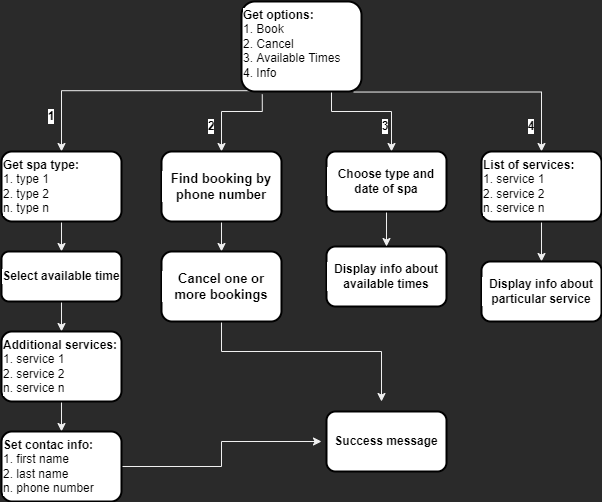 Get options:
1. Book
2. Cancel
3. Available Times
4. Info
1
2
3
4
Get spa type:
1. type 1
2. type 2
n. type n
Find booking by
phone number
Choose type and
date of spa
List of services:
1. service 1
2. service 2
n. service n
Select available time
Cancel one or
more bookings
Display info about
available times
Display info about
particular service
Additional services:
1. service 1
2. service 2
n. service n
Set contac info:
1. first name
2. last name
n. phone number
Success message